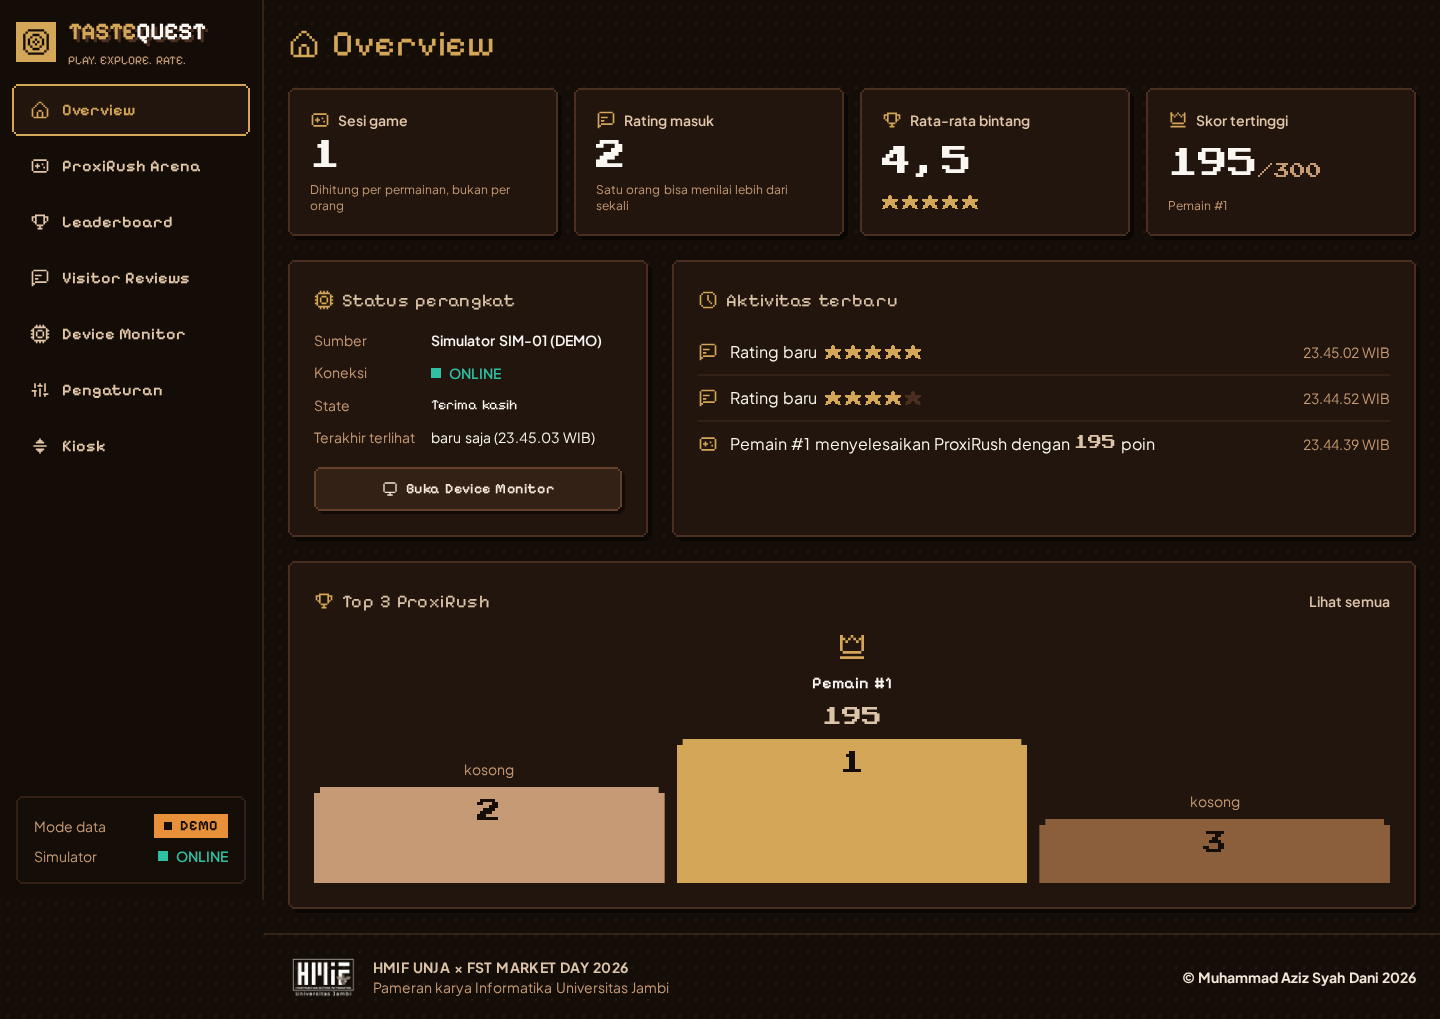 TASTEQUEST
PLAY. EXPLORE. RATE.
Overview
ProxiRush Arena
Leaderboard
Visitor Reviews
Device Monitor
Pengaturan
Kiosk
Mode data DEMO
Simulator ONLINE
Overview
Sesi game
1
Dihitung per permainan, bukan per
orang
Rating masuk
2
Satu orang bisa menilai lebih dari
sekali
Rata-rata bintang
4,5
Skor tertinggi
195/300
Pemain #1
Status perangkat
Sumber Simulator SIM-01 (DEMO)
Koneksi ONLINE
State Terima kasih
Terakhir terlihat baru saja (23.45.03 WIB)
Buka Device Monitor
Aktivitas terbaru
Rating baru 23.45.02 WIB
Rating baru 23.44.52 WIB
Pemain #1 menyelesaikan ProxiRush dengan 195 poin 23.44.39 WIB
Top 3 ProxiRush Lihat semua
Pemain #1
195
1
kosong
2
kosong
3
HMIF
Universitas Jambi
HMIF UNJA × FST MARKET DAY 2026
Pameran karya Informatika Universitas Jambi
© Muhammad Aziz Syah Dani 2026